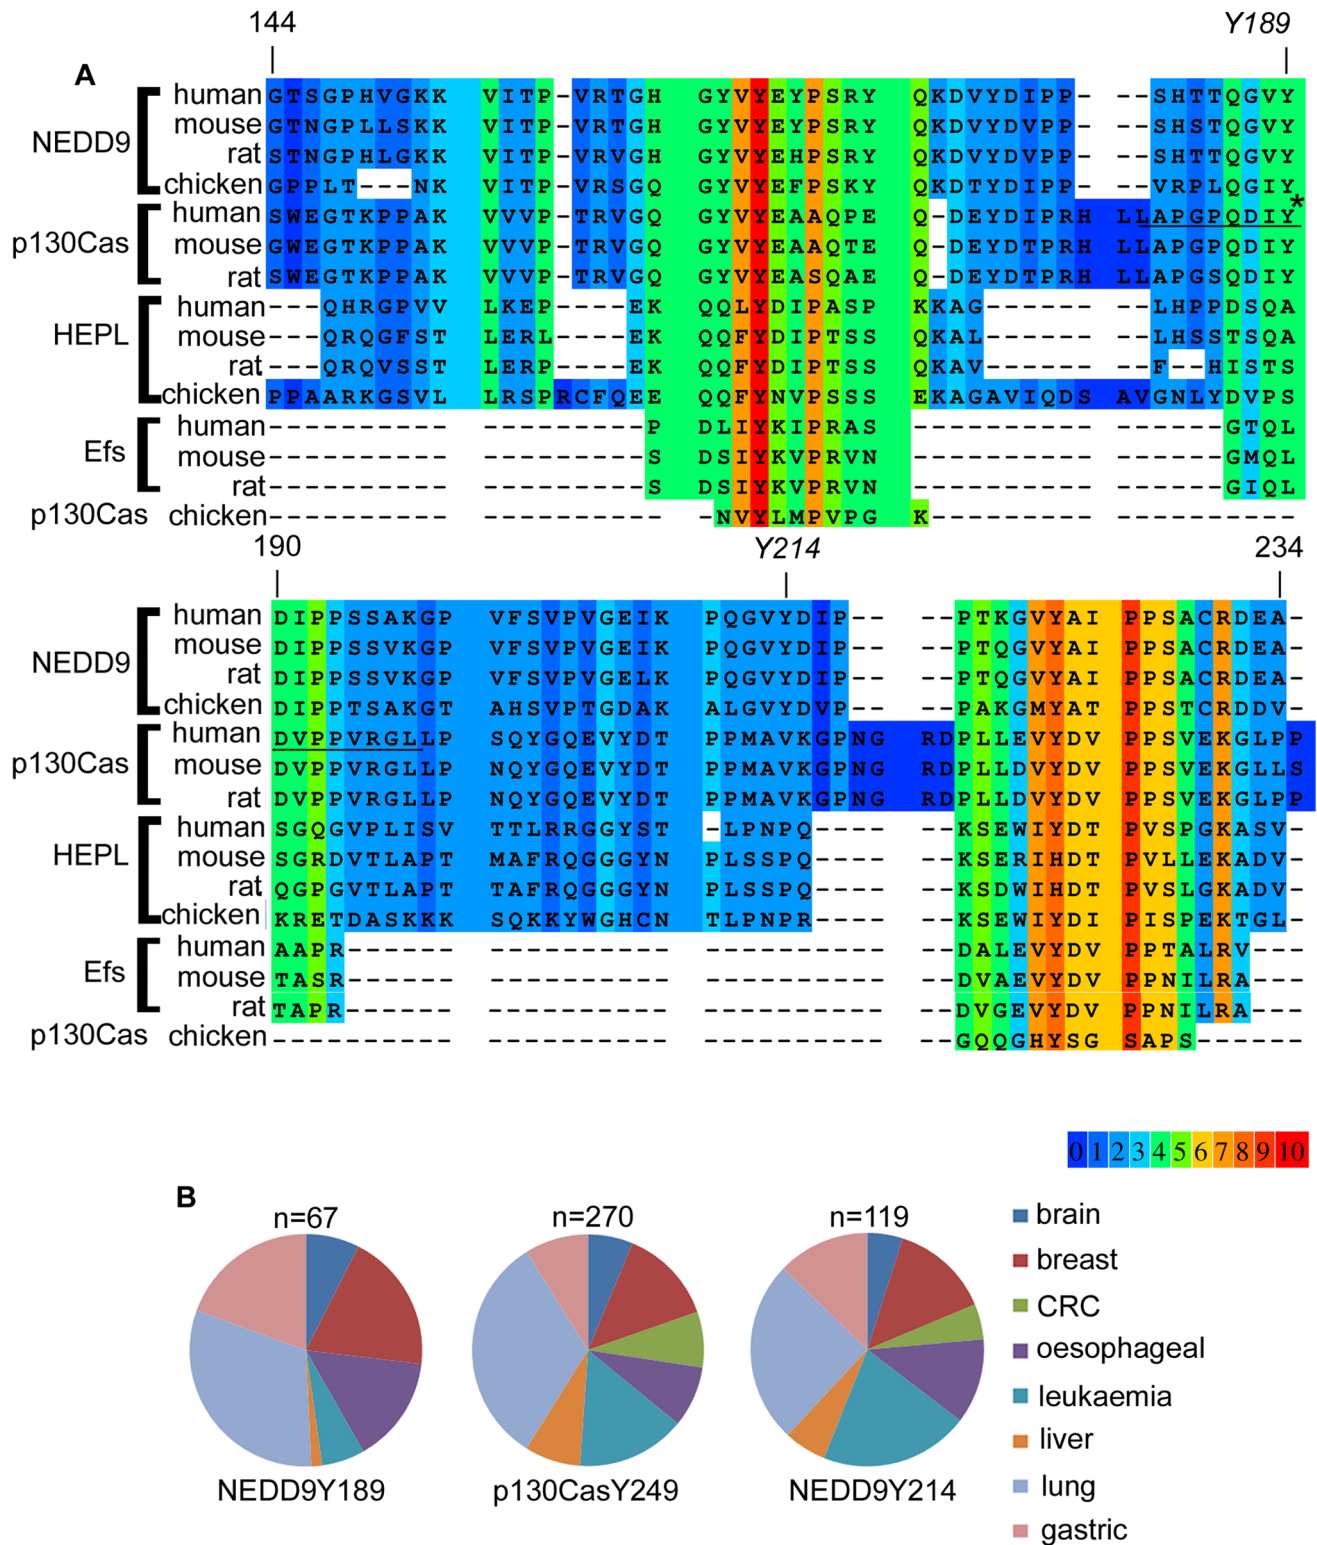 144 Y189
A
NEDD9 human GTSGPHVGKK VITP-VRTGH GYVYEYPSRY QKDVYDIPP- --SHTTQGVY
mouse GTNGPLLSKK VITP-VRTGH GYVYEYPSRY QKDVYDVPP- --SHSTQGVY
rat STNGPHLGKK VITP-VRVGH GYVYEHPSRY QKDVYDVPP- --SHTTQGVY
chicken GPPLT---NK VITP-VRSGQ GYVYEFPSKY QKDTYDIPP- --VRPLQGIY
p130Cas human SWEGTKPPAK VVVP-TRVGQ GYVYEAAQPE Q-DEYDIPRH LLAPGPQDIY*
mouse GWEGTKPPAK VVVP-TRVGQ GYVYEAAQTE Q-DEYDTPRH LLAPGPQDIY
rat SWEGTKPPAK VVVP-TRVGQ GYVYEASQAE Q-DEYDTPRH LLAPGSQDIY
HEPL human ---QHRGPVV LKEP----EK QQLYDIPASP KKAG------ --LHPPDSQA
mouse ---QRQGFST LERL----EK QQFYDIPTSS QKAL------ --LHSSTSQA
rat ---QRQVSST LERP----EK QQFYDIPTSS QKAV------ --F--HISTS
chicken PPAARKGSVL LRSPRCFQEE QQFYNVPSSS EKAGAVIQDS AVGNLYDVPS
Efs human ---------- ---------P DLIYKIPRAS ---------- ------GTQL
mouse ---------- ---------S DSIYKVPRVN ---------- ------GMQL
rat ---------- ---------S DSIYKVPRVN ---------- ------GIQL
p130Cas chicken ---------- ---------- -NVYLMPVPG K--------- ----------
190 Y214 234
NEDD9 human DIPPSSAKGP VFSVPVGEIK PQGVYDIP-- --PTKGVYAI PPSACRDEA-
mouse DIPPSSVKGP VFSVPVGEIK PQGVYDIP-- --PTQGVYAI PPSACRDEA-
rat DIPPSSVKGP VFSVPVGELK PQGVYDIP-- --PTQGVYAI PPSACRDEA-
chicken DIPPTSAKGT AHSVPTGDAK ALGVYDVP-- --PAKGMYAT PPSTCRDDV-
p130Cas human DVPPVRGLLP SQYGQEVYDT PPMAVKGPNG RDPLLEVYDV PPSVEKGLPP
mouse DVPPVRGLLP NQYGQEVYDT PPMAVKGPNG RDPLLDVYDV PPSVEKGLLS
rat DVPPVRGLLP NQYGQEVYDT PPMAVKGPNG RDPLLDVYDV PPSVEKGLPP
HEPL human SGQGVPLISV TTLRRGGYST -LPNPQ---- --KSEWIYDT PVSPGKASV-
mouse SGRDVTLAPT MAFRQGGGYN PLSSPQ---- --KSERIHDT PVLLEKADV-
rat QGPGVTLAPT TAFRQGGGYN PLSSPQ---- --KSDWIHDT PVSLGKADV-
chicken KRETDASKKK SQKKYWGHCN TLPNPR---- --KSEWIYDI PISPEKTGL-
Efs human AAPR------ ---------- ---------- --DALEVYDV PPTALRV---
mouse TASR------ ---------- ---------- --DVAEVYDV PPNILRA---
rat TAPR------ ---------- ---------- --DVGEVYDV PPNILRA---
p130Cas chicken ---------- ---------- ---------- --GQQGHYSG SAPS------
0 1 2 3 4 5 6 7 8 9 10
B
n=67 n=270 n=119
NEDD9Y189 p130CasY249 NEDD9Y214
brain
breast
CRC
oesophageal
leukaemia
liver
lung
gastric